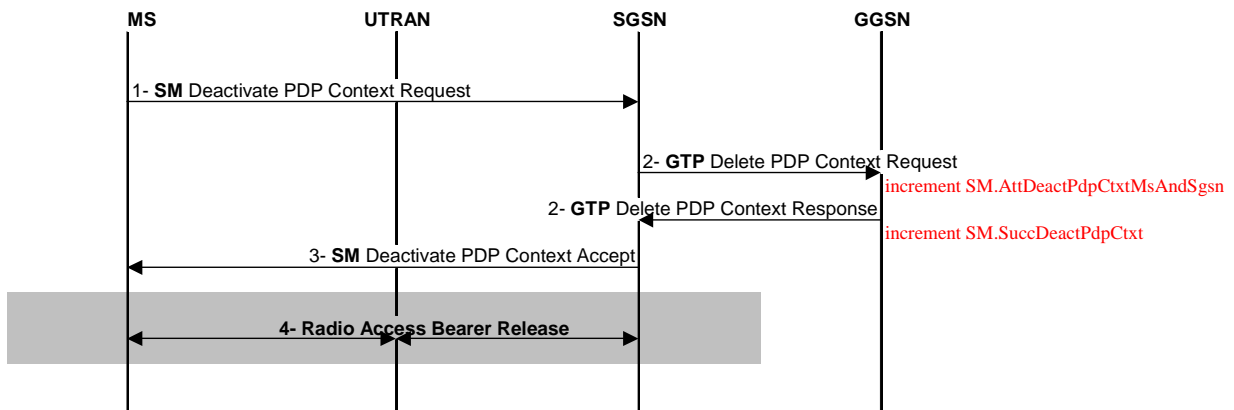 MS UTRAN SGSN GGSN
1- SM Deactivate PDP Context Request
2- GTP Delete PDP Context Request
increment SM.AttDeactPdpCtxtMsAndSgsn
2- GTP Delete PDP Context Response
increment SM.SuccDeactPdpCtxt
3- SM Deactivate PDP Context Accept
4- Radio Access Bearer Release